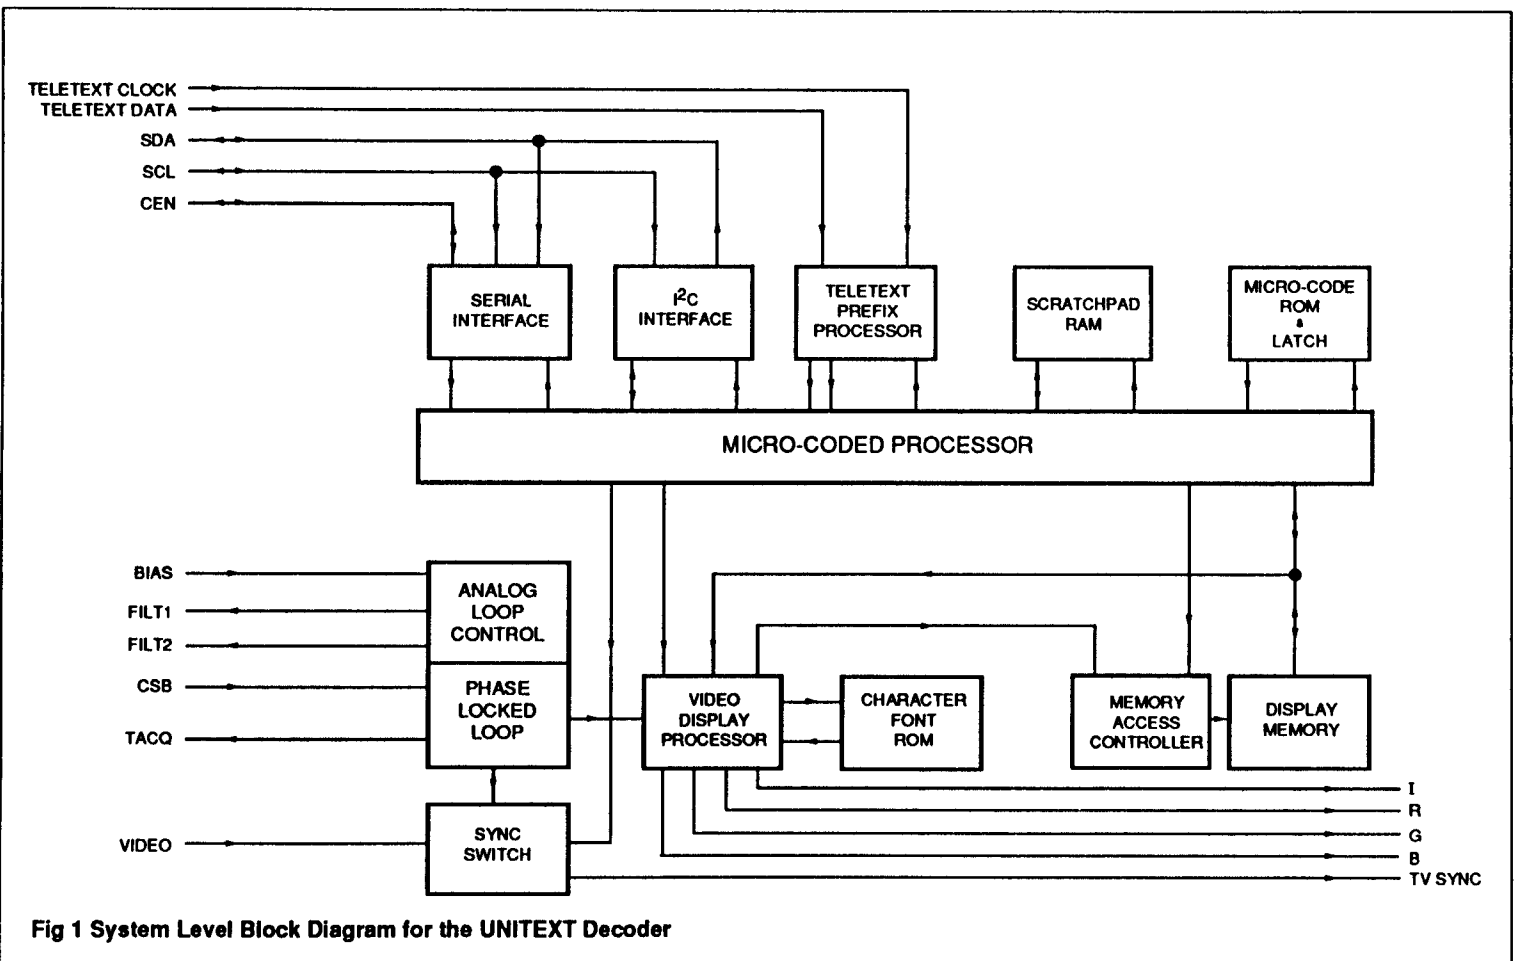 TELETEXT CLOCK
TELETEXT DATA
SDA
SCL
CEN
SERIAL
INTERFACE
I²C
INTERFACE
TELETEXT
PREFIX
PROCESSOR
SCRATCHPAD
RAM
MICRO-CODE
ROM
&
LATCH
MICRO-CODED PROCESSOR
BIAS
FILT1
FILT2
CSB
TACQ
VIDEO
ANALOG
LOOP
CONTROL
PHASE
LOCKED
LOOP
SYNC
SWITCH
VIDEO
DISPLAY
PROCESSOR
CHARACTER
FONT
ROM
MEMORY
ACCESS
CONTROLLER
DISPLAY
MEMORY
I
R
G
B
TV SYNC
Fig 1 System Level Block Diagram for the UNITEXT Decoder